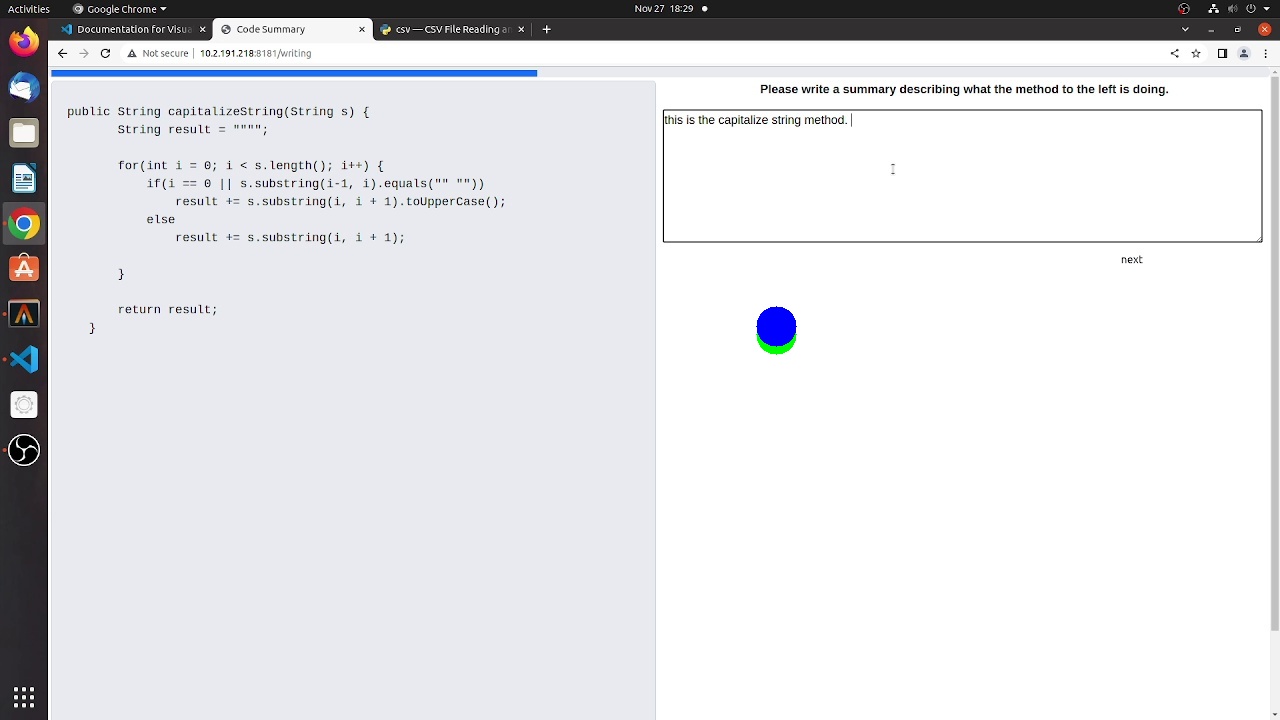 Activities
Google Chrome
Nov 27 18:29
Documentation for Visua
Code Summary
csv — CSV File Reading an
Not secure
10.2.191.218:8181/writing
Please write a summary describing what the method to the left is doing.
this is the capitalize string method.
next
public String capitalizeString(String s) {
String result = """";
for(int i = 0; i < s.length(); i++) {
if(i == 0 || s.substring(i-1, i).equals("" ""))
result += s.substring(i, i + 1).toUpperCase();
else
result += s.substring(i, i + 1);
}
return result;
}